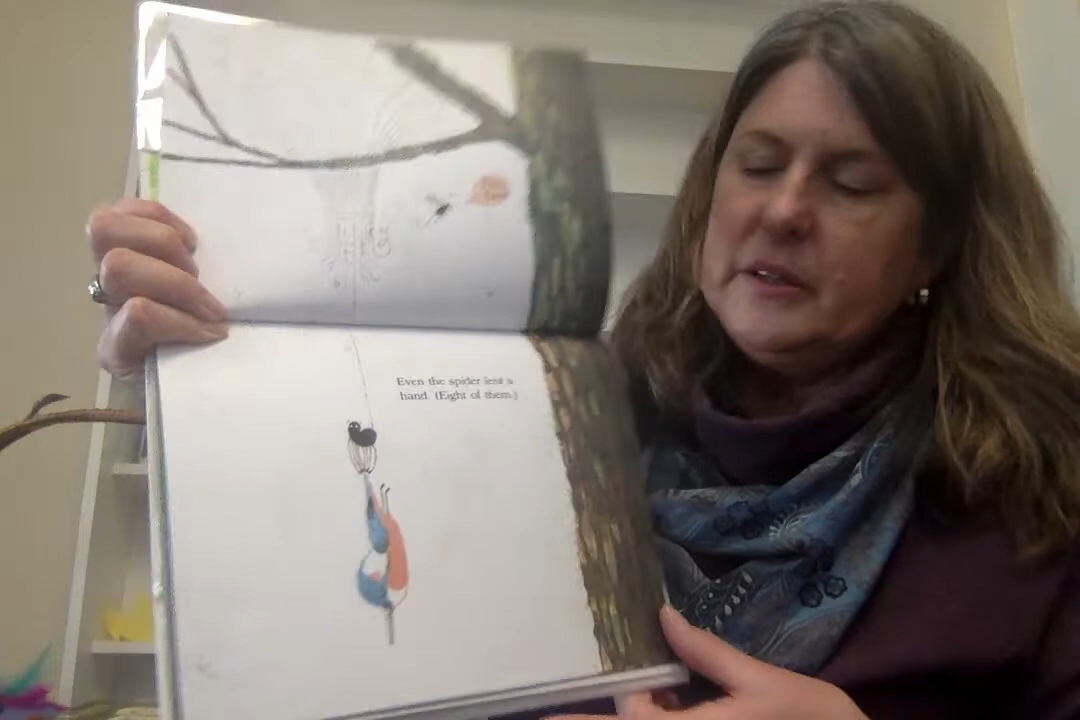 Even the spider lent a
hand. (Eight of them.)